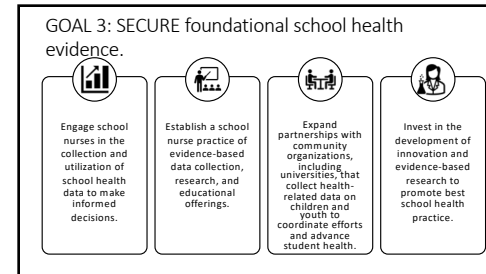 GOAL 3: SECURE foundational school health
evidence.
Engage school
nurses in the
collection and
utilization of
school health
data to make
informed
decisions.
Establish a school
nurse practice of
evidence-based
data collection,
research, and
educational
offerings.
Expand
partnerships with
community
organizations,
including
universities, that
collect health-
related data on
children and
youth to
coordinate efforts
and advance
student health.
Invest in the
development of
innovation and
evidence-based
research to
promote best
school health
practice.